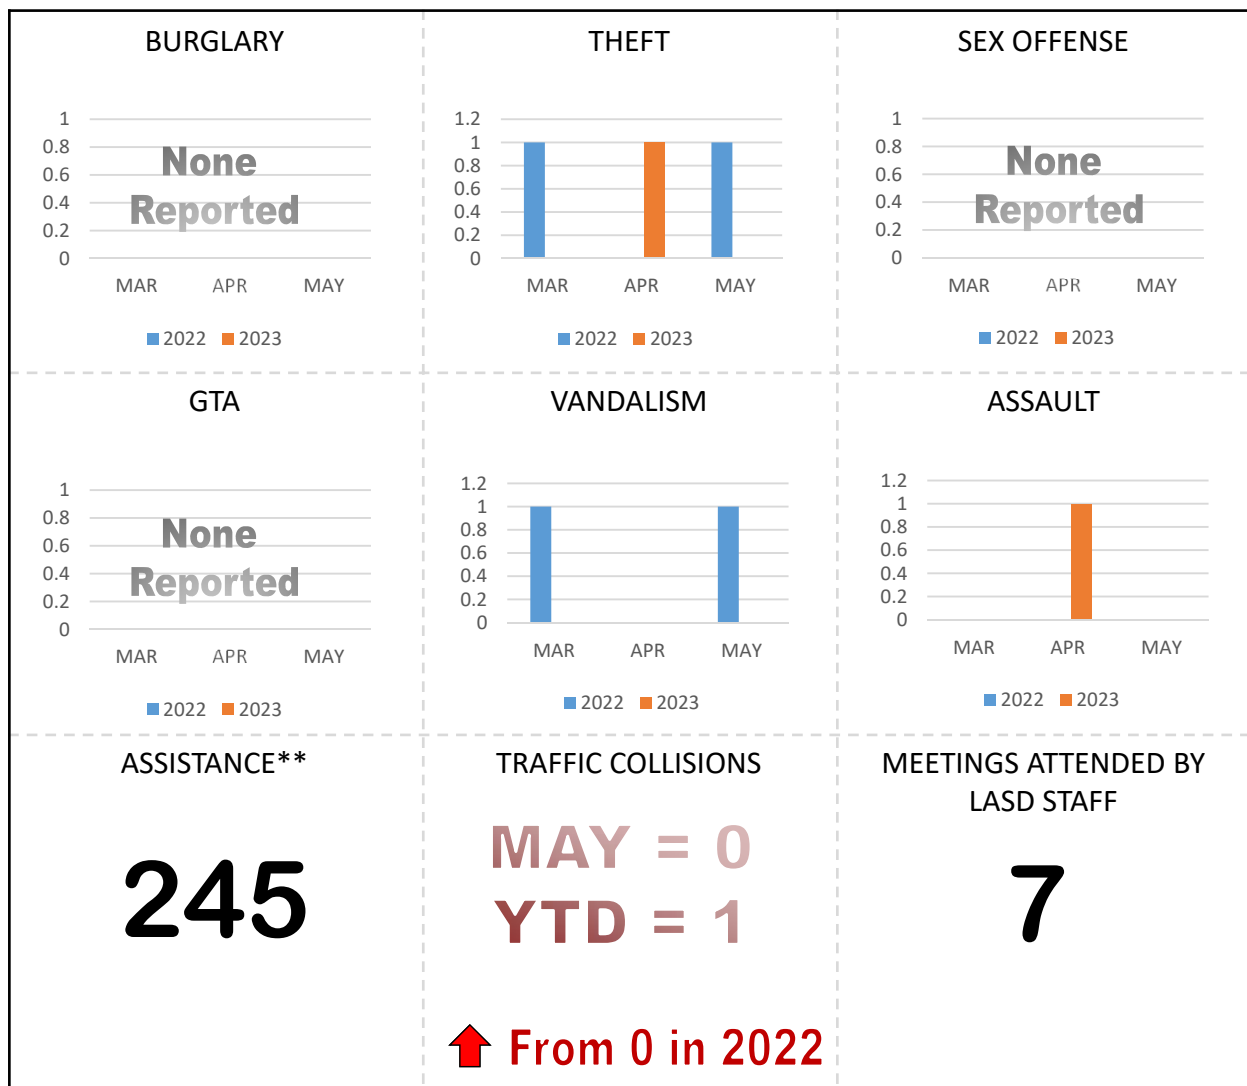 BURGLARY
1
0.8
0.6
0.4
0.2
0
None
Reported
MAR APR MAY
2022 2023
THEFT
1.2
1
0.8
0.6
0.4
0.2
0
MAR APR MAY
2022 2023
SEX OFFENSE
1
0.8
0.6
0.4
0.2
0
None
Reported
MAR APR MAY
2022 2023
GTA
1
0.8
0.6
0.4
0.2
0
None
Reported
MAR APR MAY
2022 2023
VANDALISM
1.2
1
0.8
0.6
0.4
0.2
0
MAR APR MAY
2022 2023
ASSAULT
1.2
1
0.8
0.6
0.4
0.2
0
MAR APR MAY
2022 2023
ASSISTANCE**
245
TRAFFIC COLLISIONS
MAY = 0
YTD = 1
From 0 in 2022
MEETINGS ATTENDED BY
LASD STAFF
7